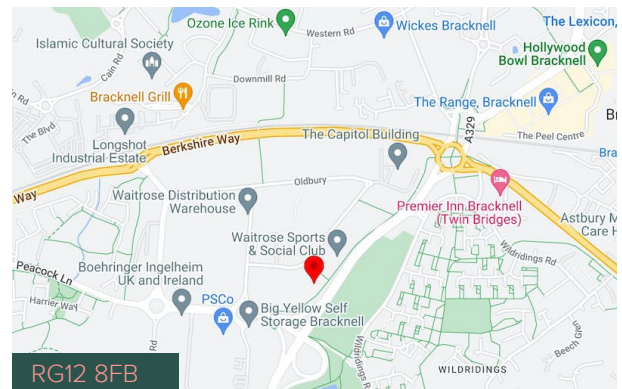 Ozone Ice Rink
Western Rd
Wickes Bracknell
The Lexicon,
Cain Rd
Islamic Cultural Society
Hollywood
Bowl Bracknell
Downmill Rd
Bracknell Grill
The Range, Bracknell
A329
The Blvd
Longshot
Industrial Estate
Berkshire Way
The Capitol Building
The Peel Centre
Br
Bra
Way
Oldbury
Waitrose Distribution
Warehouse
Premier Inn Bracknell
(Twin Bridges)
Astbury M
Care H
Waitrose Sports
& Social Club
Wildridings Rd
Peacock Ln
Boehringer Ingelheim
UK and Ireland
Harrier Way
PSCo
Big Yellow Self
Storage Bracknell
Rd
Wildridings Rd
Beech Glen
WILDRIDINGS
RG12 8FB